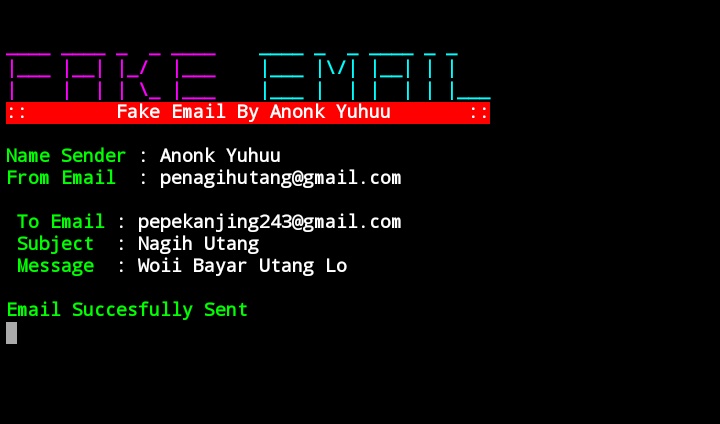 FAKE EMAIL
:: Fake Email By Anonk Yuhuu ::
Name Sender : Anonk Yuhuu
From Email : penagihutang@gmail.com
To Email : pepekanjing243@gmail.com
Subject : Nagih Utang
Message : Woii Bayar Utang Lo
Email Succesfully Sent